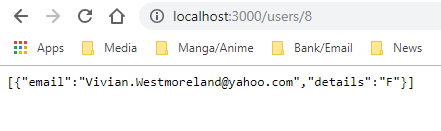 localhost:3000/users/8
Apps Media Manga/Anime Bank/Email News
[{"email":"Vivian.Westmoreland@yahoo.com","details":"F"}]